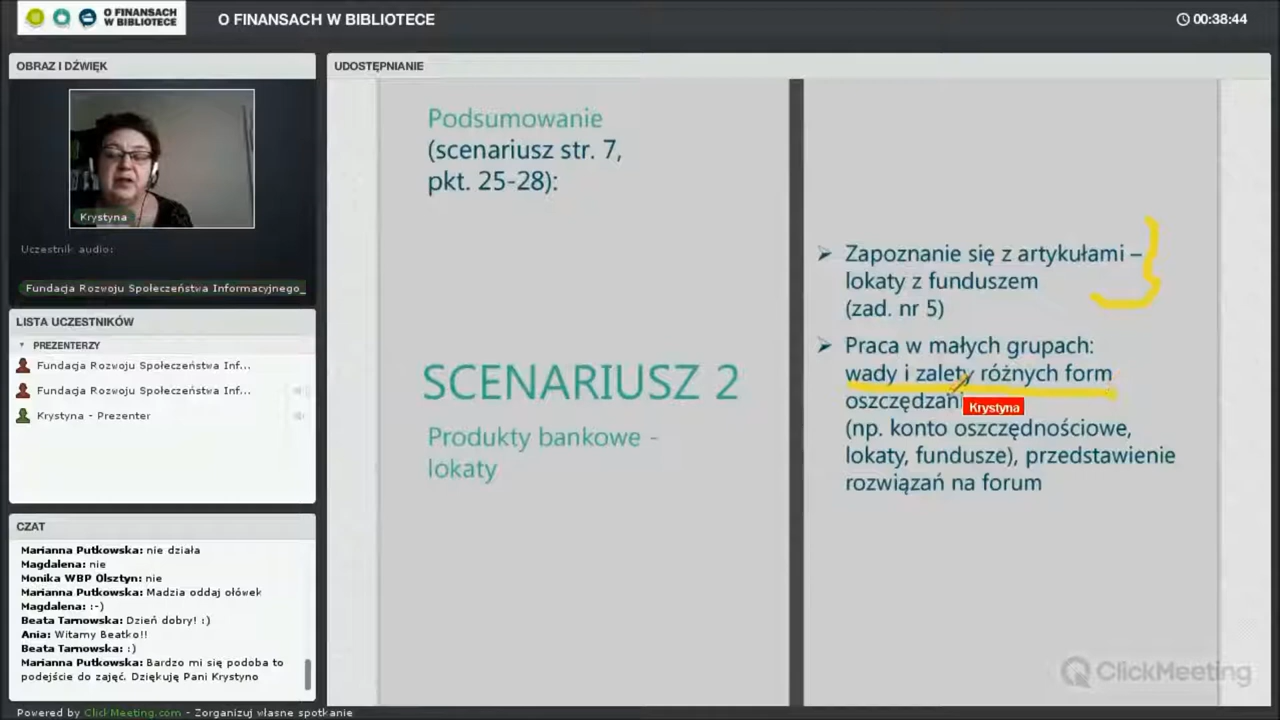 O FINANSACH
W BIBLIOTECE
O FINANSACH W BIBLIOTECE
00:38:44
OBRAZ I DŹWIĘK
Krystyna
Uczestnik audio:
Fundacja Rozwoju Społeczeństwa Informacyjnego_
LISTA UCZESTNIKÓW
PREZENTERZY
Fundacja Rozwoju Społeczeństwa Inf...
Fundacja Rozwoju Społeczeństwa Inf...
Krystyna - Prezenter
CZAT
Marianna Putkowska: nie działa
Magdalena: nie
Monika WBP Olsztyn: nie
Marianna Putkowska: Madzia oddaj ołówek
Magdalena: :-)
Beata Tarnowska: Dzień dobry! :)
Ania: Witamy Beatko!!
Beata Tarnowska: :)
Marianna Putkowska: Bardzo mi się podoba to
podejście do zajęć. Dziękuję Pani Krystyno
UDOSTĘPNIANIE
Podsumowanie
(scenariusz str. 7,
pkt. 25-28):
SCENARIUSZ 2
Produkty bankowe -
lokaty
Zapoznanie się z artykułami –
lokaty z funduszem
(zad. nr 5)
Praca w małych grupach:
wady i zalety różnych form
oszczędzani
Krystyna
(np. konto oszczędnościowe,
lokaty, fundusze), przedstawienie
rozwiązań na forum
ClickMeeting
Powered by ClickMeeting.com - Zorganizuj własne spotkanie